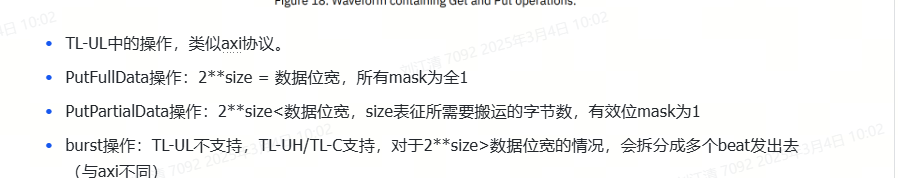 Figure 18. Waveform containing Get and Put operations.
TL-UL中的操作，类似axi协议。
PutFullData操作：2**size = 数据位宽，所有mask为全1
PutPartialData操作：2**size<数据位宽，size表征所需要搬运的字节数，有效位mask为1
burst操作：TL-UL不支持，TL-UH/TL-C支持，对于2**size>数据位宽的情况，会拆分成多个beat发出去
（与axi不同）